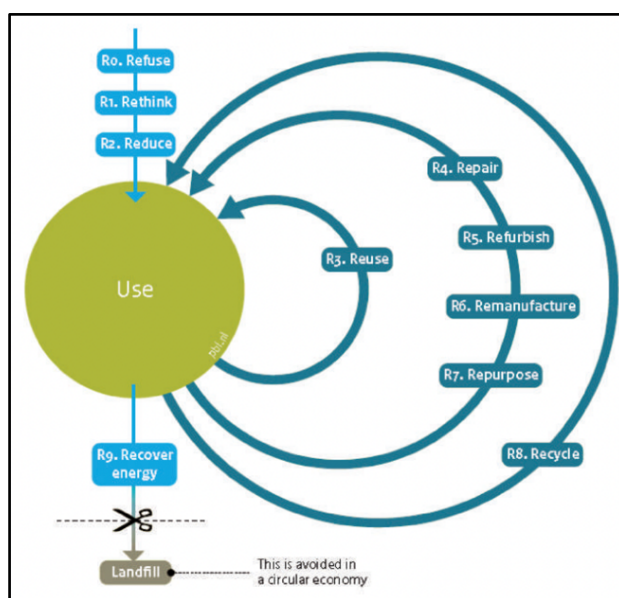 R0. Refuse
R1. Rethink
R2. Reduce
R4. Repair
R5. Refurbish
R3. Reuse
Use
R6. Remanufacture
pbl.nl
R7. Repurpose
R9. Recover
energy
R8. Recycle
Landfill
This is avoided in
a circular economy